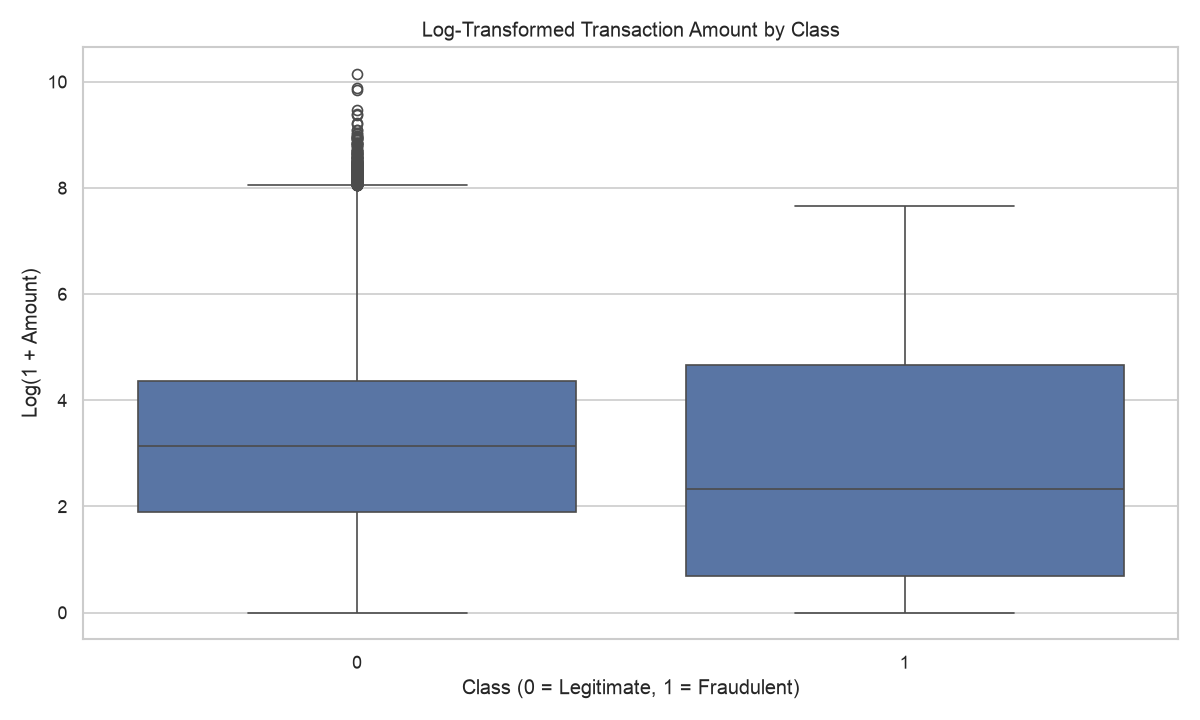 Log-Transformed Transaction Amount by Class
Log(1 + Amount)
10
8
6
4
2
0
0 1
Class (0 = Legitimate, 1 = Fraudulent)